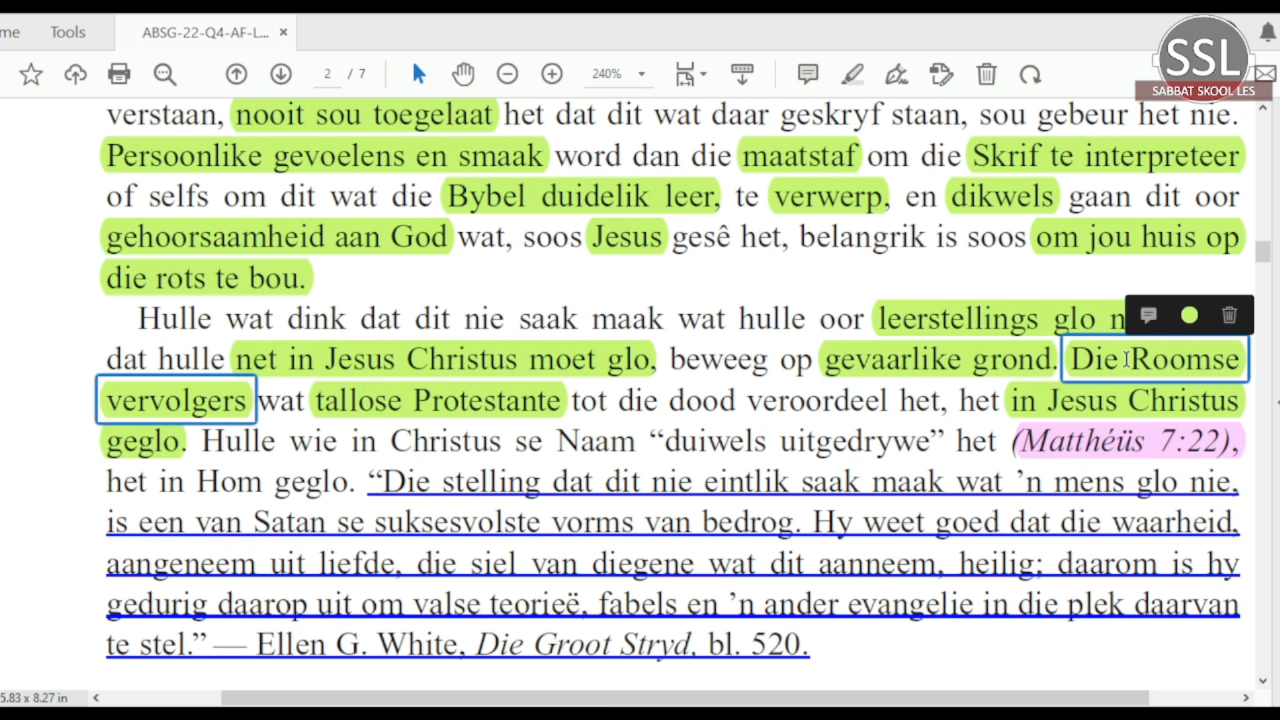 me Tools ABSG-22-Q4-AF-L... ×
SSL
SABBAT SKOOL LES
2 / 7 240%
verstaan, nooit sou toegelaat het dat dit wat daar geskryf staan, sou gebeur het nie.
Persoonlike gevoelens en smaak word dan die maatstaf om die Skrif te interpreteer
of selfs om dit wat die Bybel duidelik leer, te verwerp, en dikwels gaan dit oor
gehoorsaamheid aan God wat, soos Jesus gesê het, belangrik is soos om jou huis op
die rots te bou.
Hulle wat dink dat dit nie saak maak wat hulle oor leerstellings glo n
dat hulle net in Jesus Christus moet glo, beweeg op gevaarlike grond. Die Roomse
vervolgers wat tallose Protestante tot die dood veroordeel het, het in Jesus Christus
geglo. Hulle wie in Christus se Naam “duiwels uitgedrywe” het (Matthéüs 7:22),
het in Hom geglo. “Die stelling dat dit nie eintlik saak maak wat ’n mens glo nie,
is een van Satan se suksesvolste vorms van bedrog. Hy weet goed dat die waarheid,
aangeneem uit liefde, die siel van diegene wat dit aanneem, heilig; daarom is hy
gedurig daarop uit om valse teorieë, fabels en ’n ander evangelie in die plek daarvan
te stel.” — Ellen G. White, Die Groot Stryd, bl. 520.
5.83 x 8.27 in